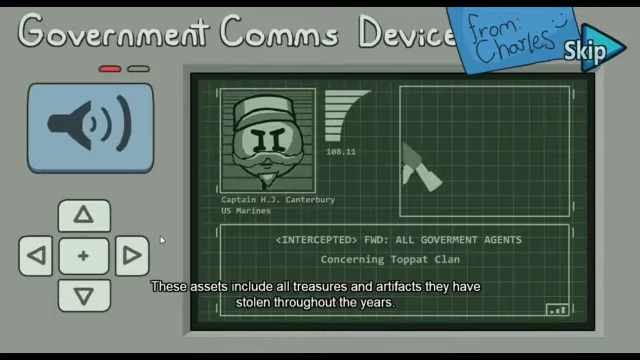 Government Comms Device
from:
Charles
Skip
108.11
Captain H.J. Canterbury
US Marines
<INTERCEPTED> FWD: ALL GOVERMENT AGENTS
Concerning Toppat Clan
These assets include all treasures and artifacts they have
stolen throughout the years.